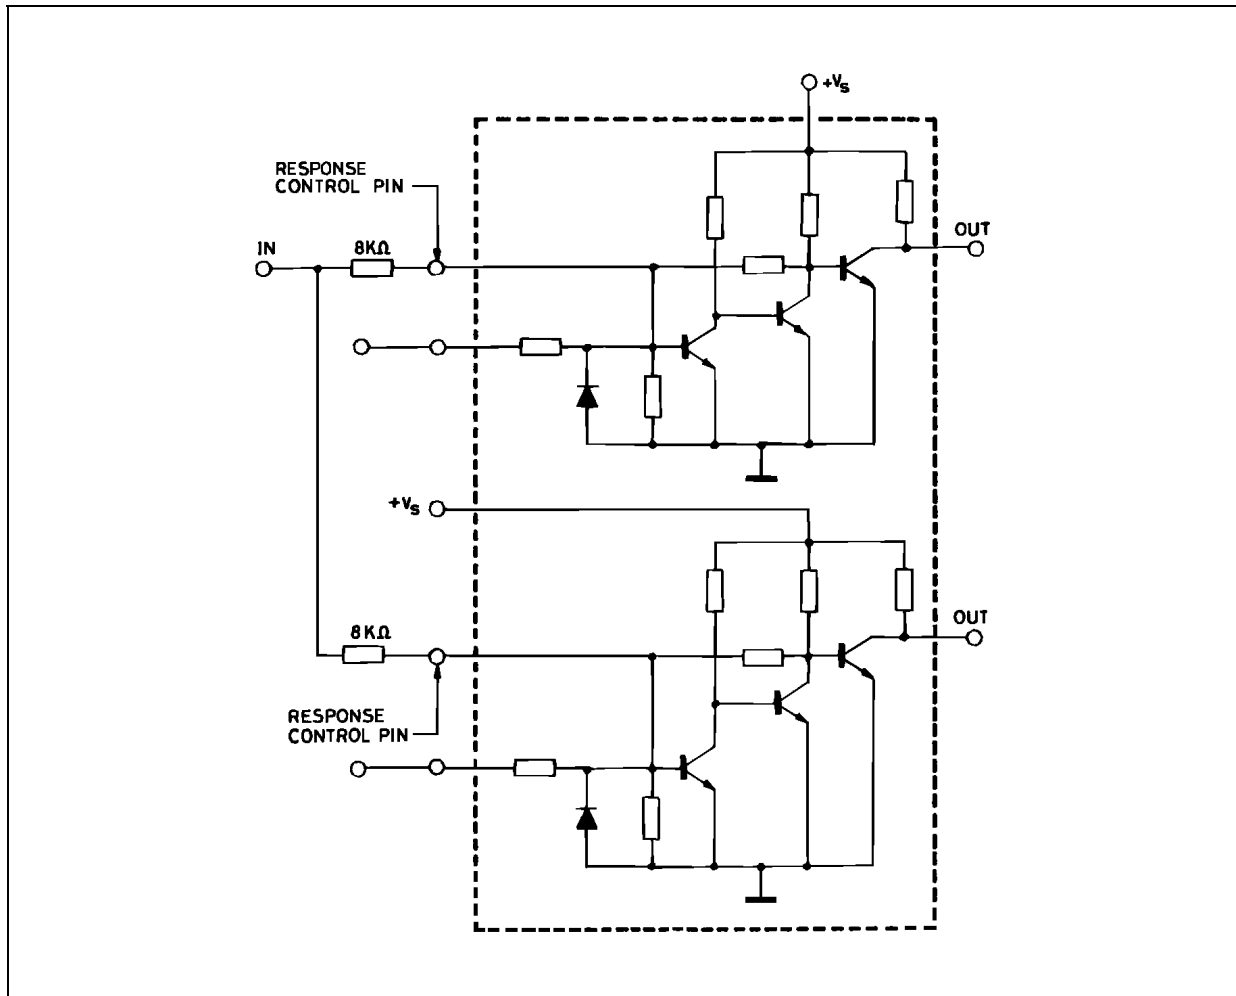 +Vs
RESPONSE
CONTROL PIN
OUT
IN
8KΩ
+Vs
8KΩ
OUT
RESPONSE
CONTROL PIN